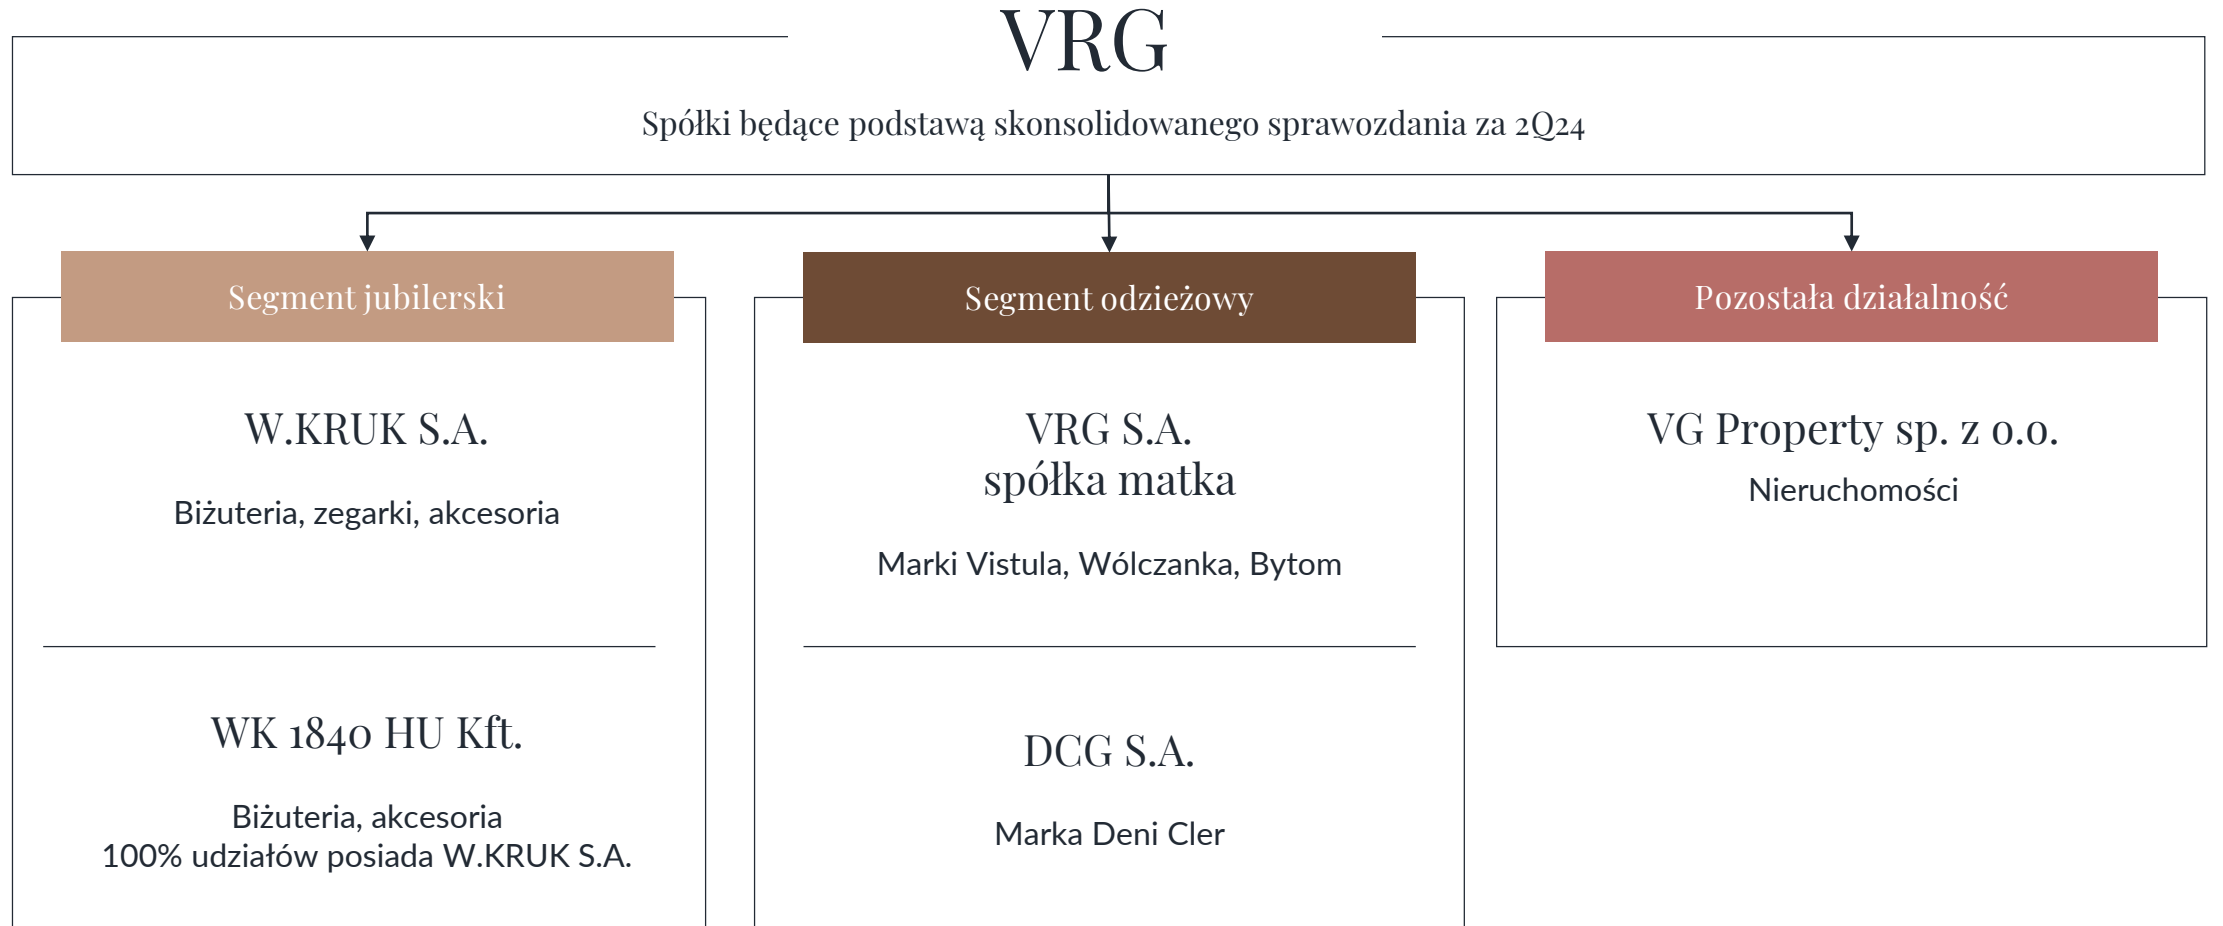 VRG
Spółki będące podstawą skonsolidowanego sprawozdania za 2Q24
Segment jubilerski
W.KRUK S.A.
Biżuteria, zegarki, akcesoria
WK 1840 HU Kft.
Biżuteria, akcesoria
100% udziałów posiada W.KRUK S.A.
Segment odzieżowy
VRG S.A.
spółka matka
Marki Vistula, Wólczanka, Bytom
DCG S.A.
Marka Deni Cler
Pozostała działalność
VG Property sp. z o.o.
Nieruchomości